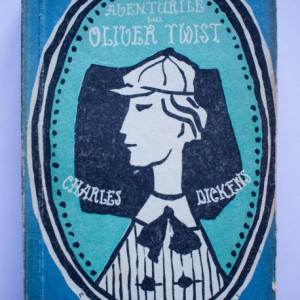 AVENTURILE
LUI
OLIVER TWIST
CHARLES DICKENS